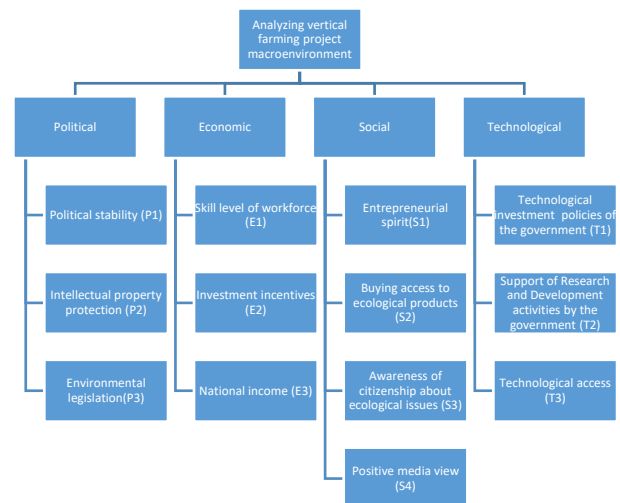 Analyzing vertical
farming project
macroenvironment
Political
Economic
Social
Technological
Political stability (P1)
Intellectual property
protection (P2)
Environmental
legislation(P3)
Skill level of workforce
(E1)
Investment incentives
(E2)
National income (E3)
Entrepreneurial
spirit(S1)
Buying access to
ecological products
(S2)
Awareness of
citizenship about
ecological issues (S3)
Positive media view
(S4)
Technological
investment policies of
the government (T1)
Support of Research
and Development
activities by the
government (T2)
Technological access
(T3)